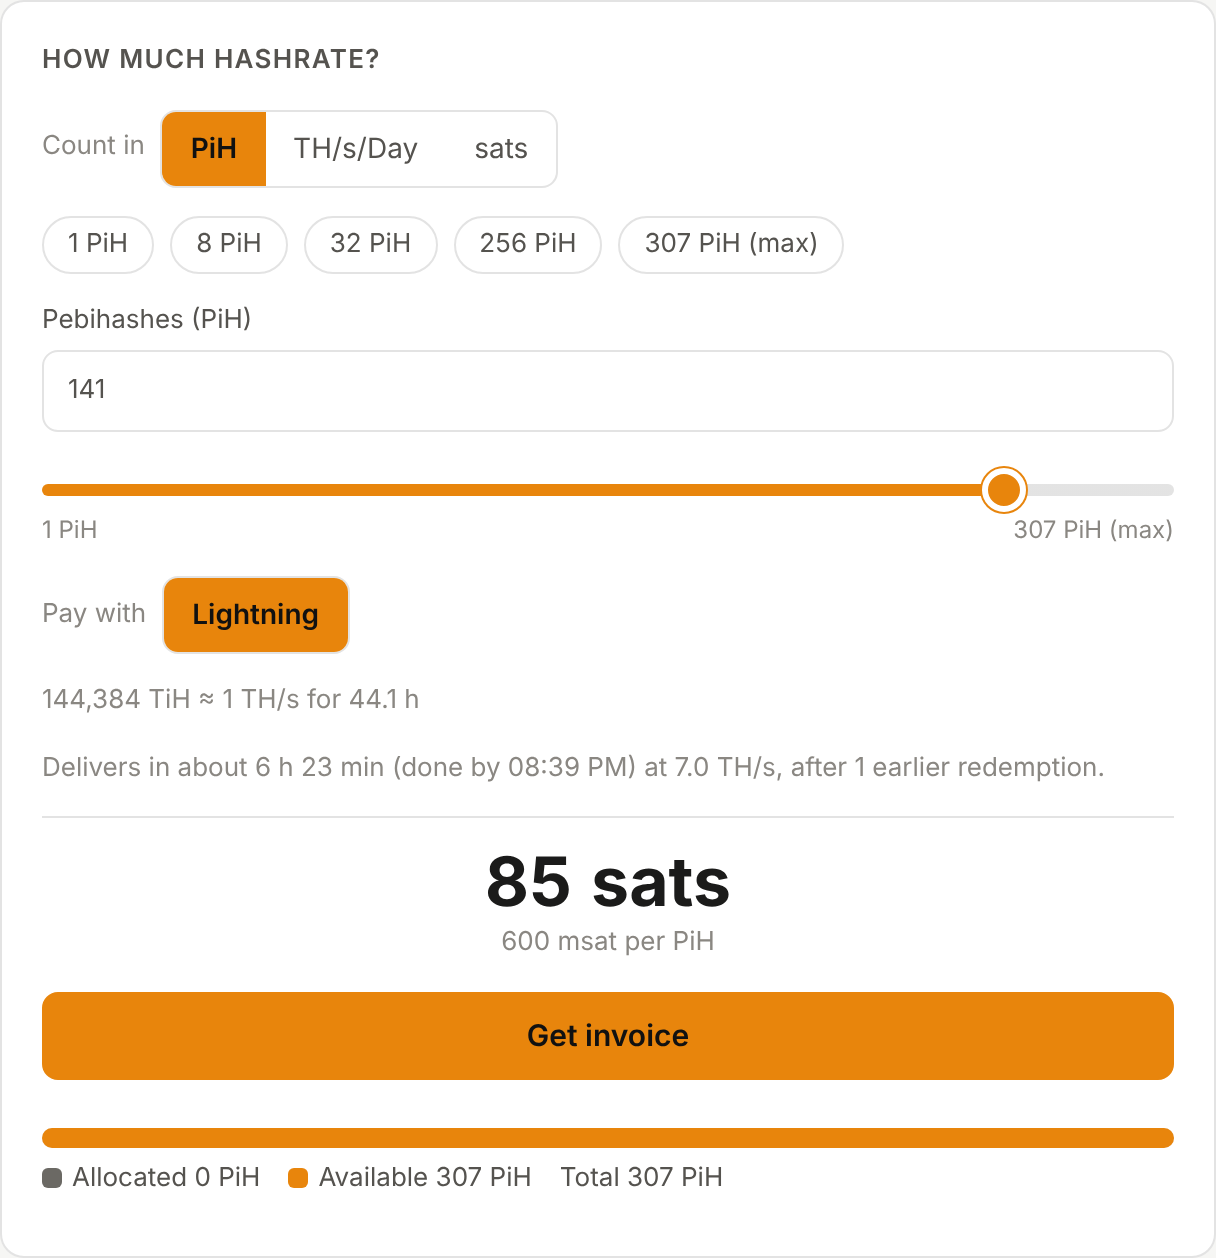 HOW MUCH HASHRATE?
Count in PiH TH/s/Day sats
1 PiH 8 PiH 32 PiH 256 PiH 307 PiH (max)
Pebihashes (PiH)
141
1 PiH 307 PiH (max)
Pay with Lightning
144,384 TiH ≈ 1 TH/s for 44.1 h
Delivers in about 6 h 23 min (done by 08:39 PM) at 7.0 TH/s, after 1 earlier redemption.
85 sats
600 msat per PiH
Get invoice
Allocated 0 PiH Available 307 PiH Total 307 PiH